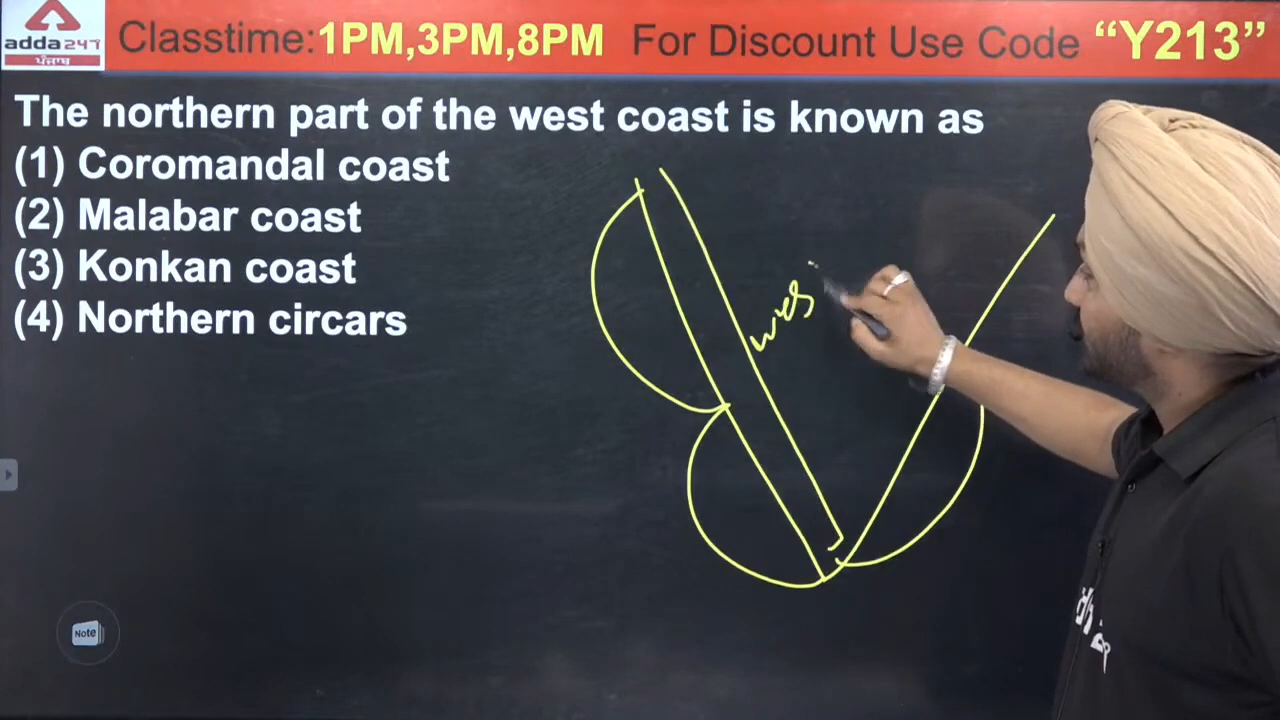 adda247
ਪੰਜਾਬ
Classtime:1PM,3PM,8PM For Discount Use Code “Y213”
The northern part of the west coast is known as
(1) Coromandal coast
(2) Malabar coast
(3) Konkan coast
(4) Northern circars
wes
Note